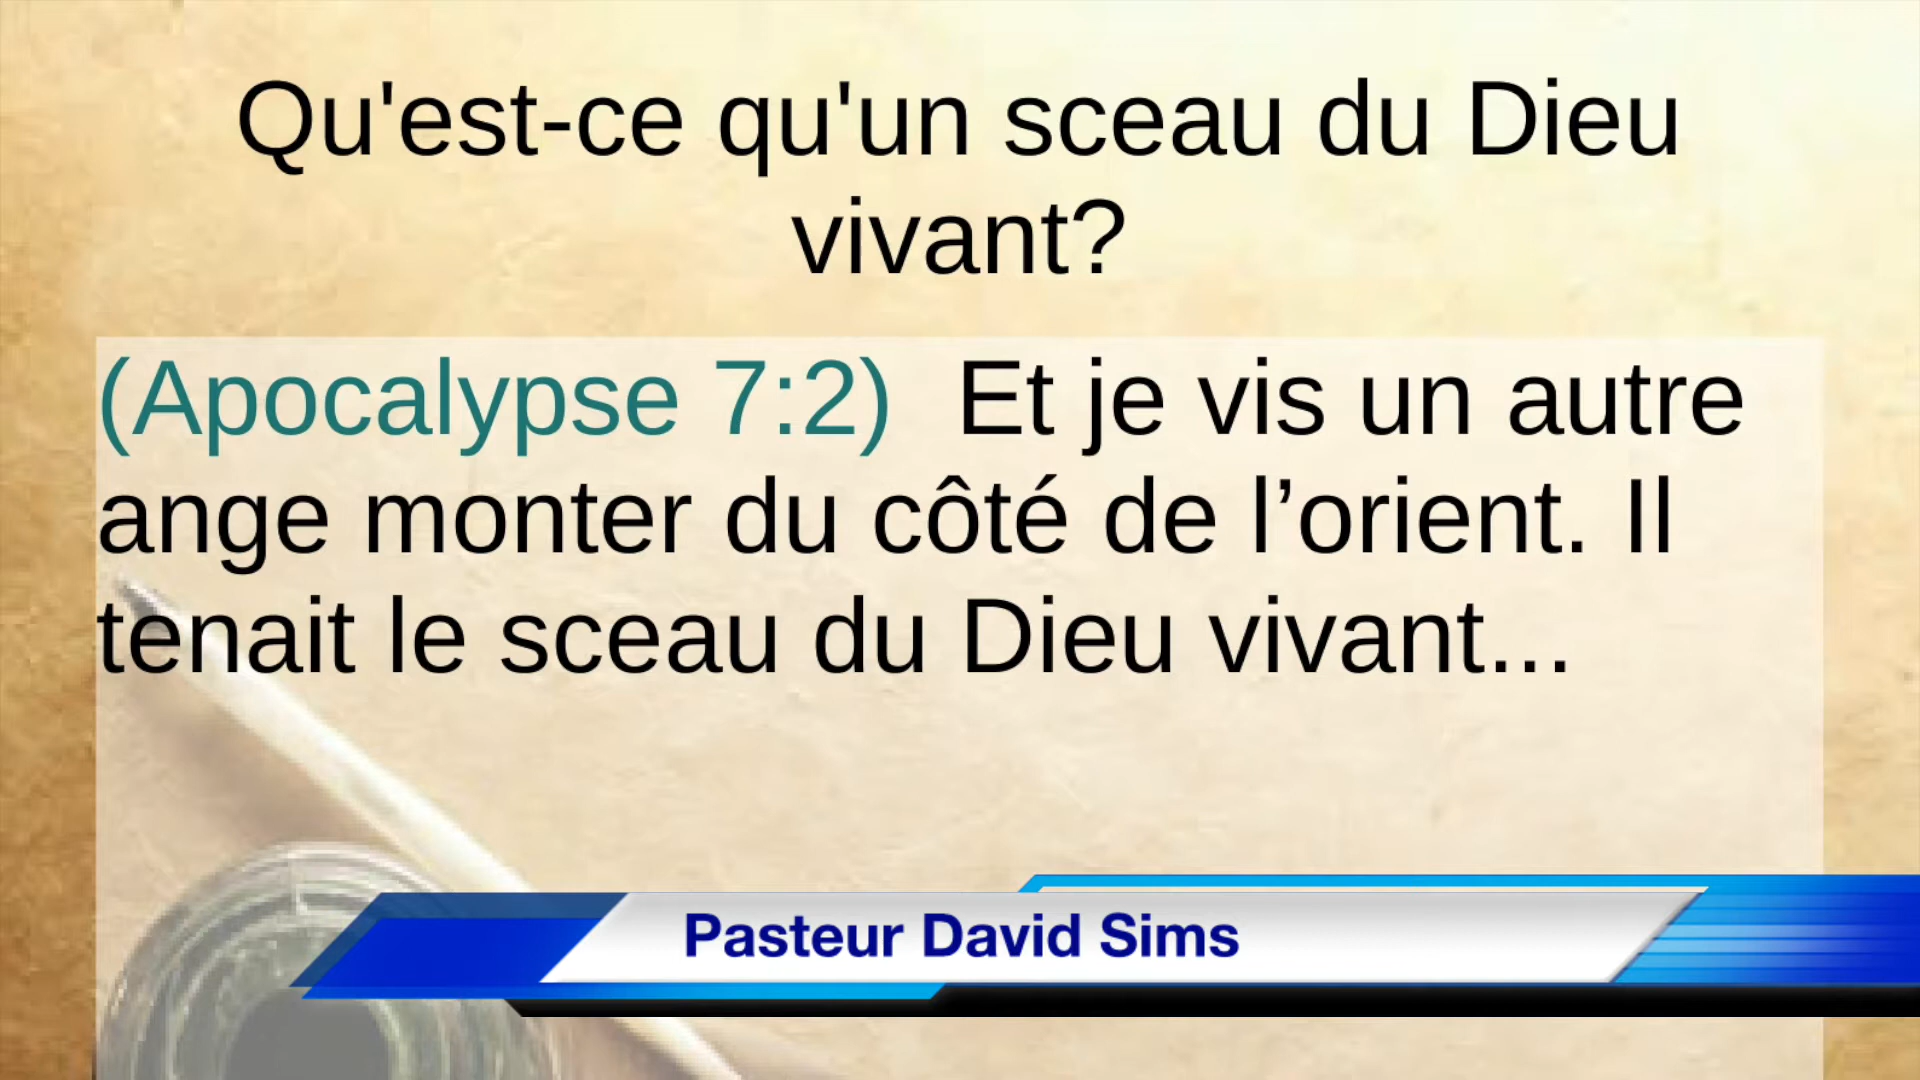 Qu'est-ce qu'un sceau du Dieu
vivant?
(Apocalypse 7:2)  Et je vis un autre
ange monter du côté de l’orient. Il
tenait le sceau du Dieu vivant...
Pasteur David Sims